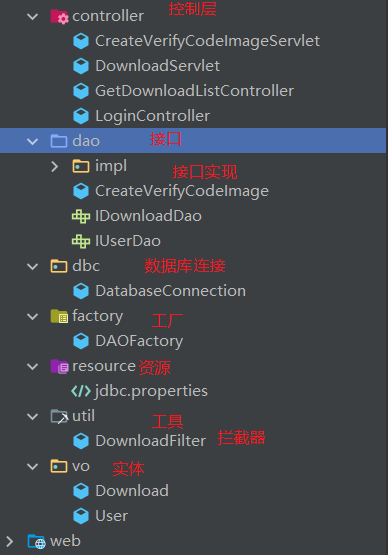 controller 控制层
CreateVerifyCodeImageServlet
DownloadServlet
GetDownloadListController
LoginController
dao 接口
impl 接口实现
CreateVerifyCodeImage
IDownloadDao
IUserDao
dbc 数据库连接
DatabaseConnection
factory 工厂
DAOFactory
resource 资源
jdbc.properties
util 工具
DownloadFilter 拦截器
vo 实体
Download
User
web